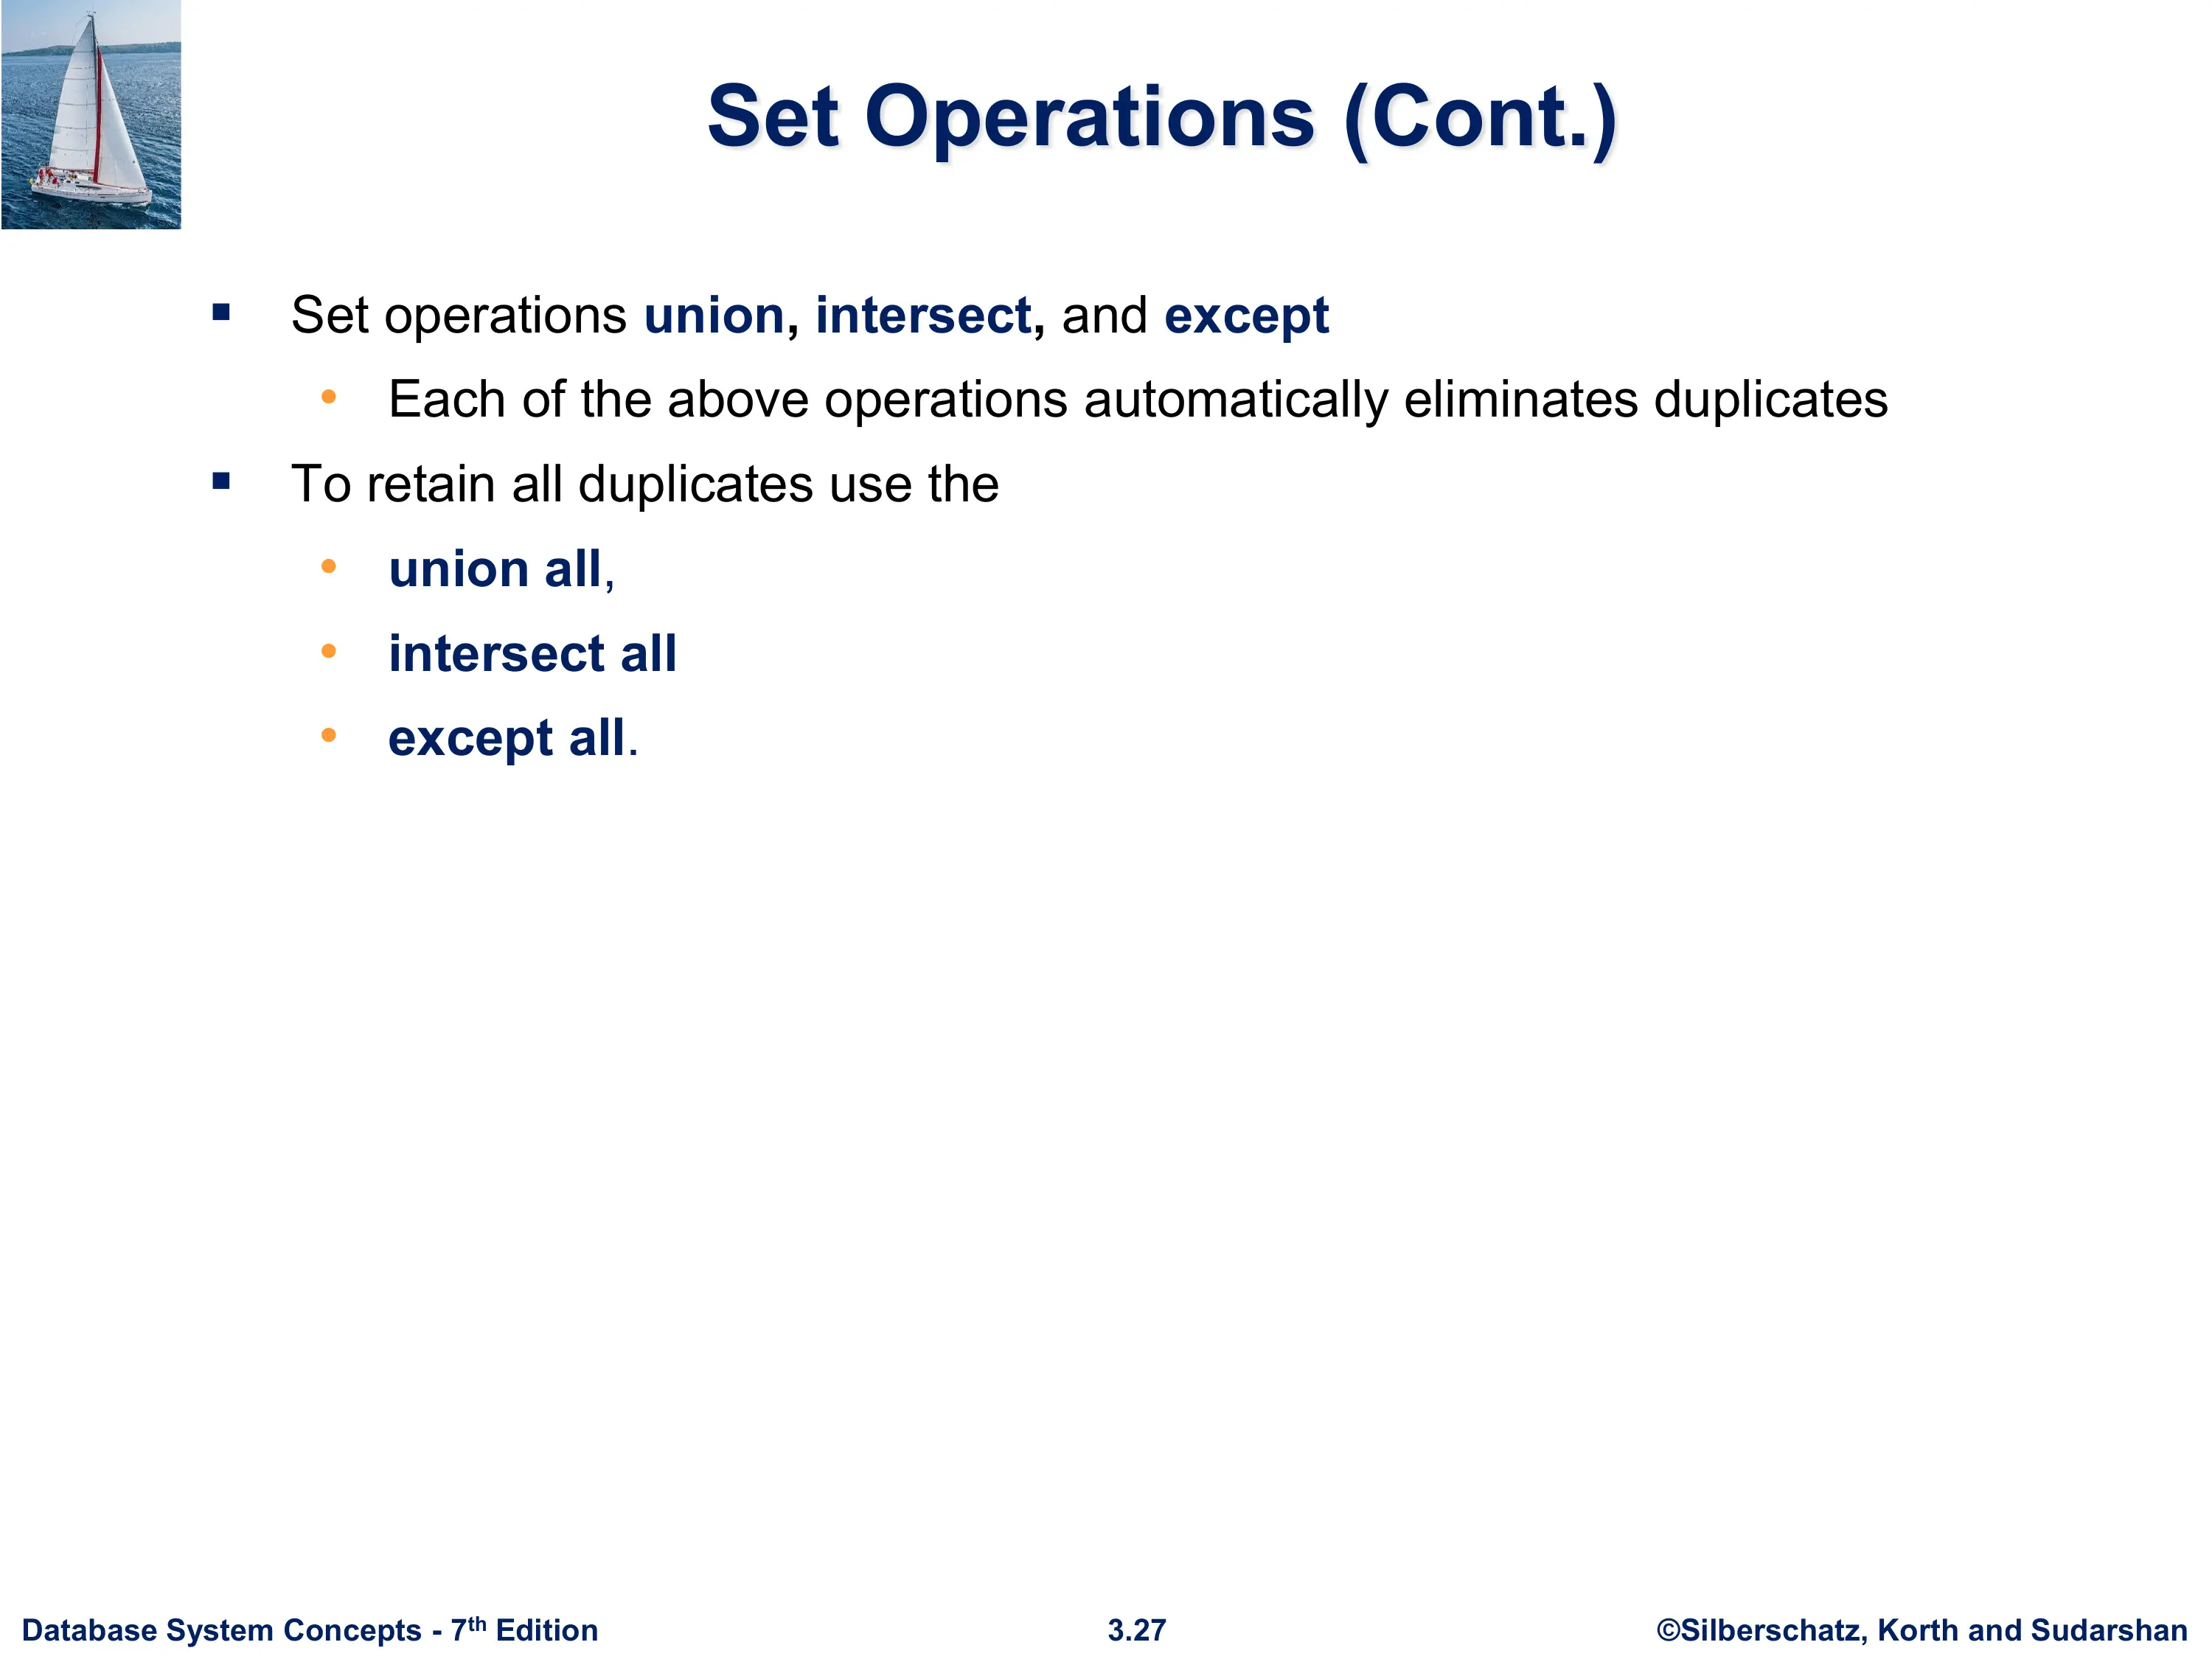 Set Operations (Cont.)
▪ Set operations union, intersect, and except
• Each of the above operations automatically eliminates duplicates
▪ To retain all duplicates use the
• union all,
• intersect all
• except all.
Database System Concepts - 7th Edition
3.27
©Silberschatz, Korth and Sudarshan